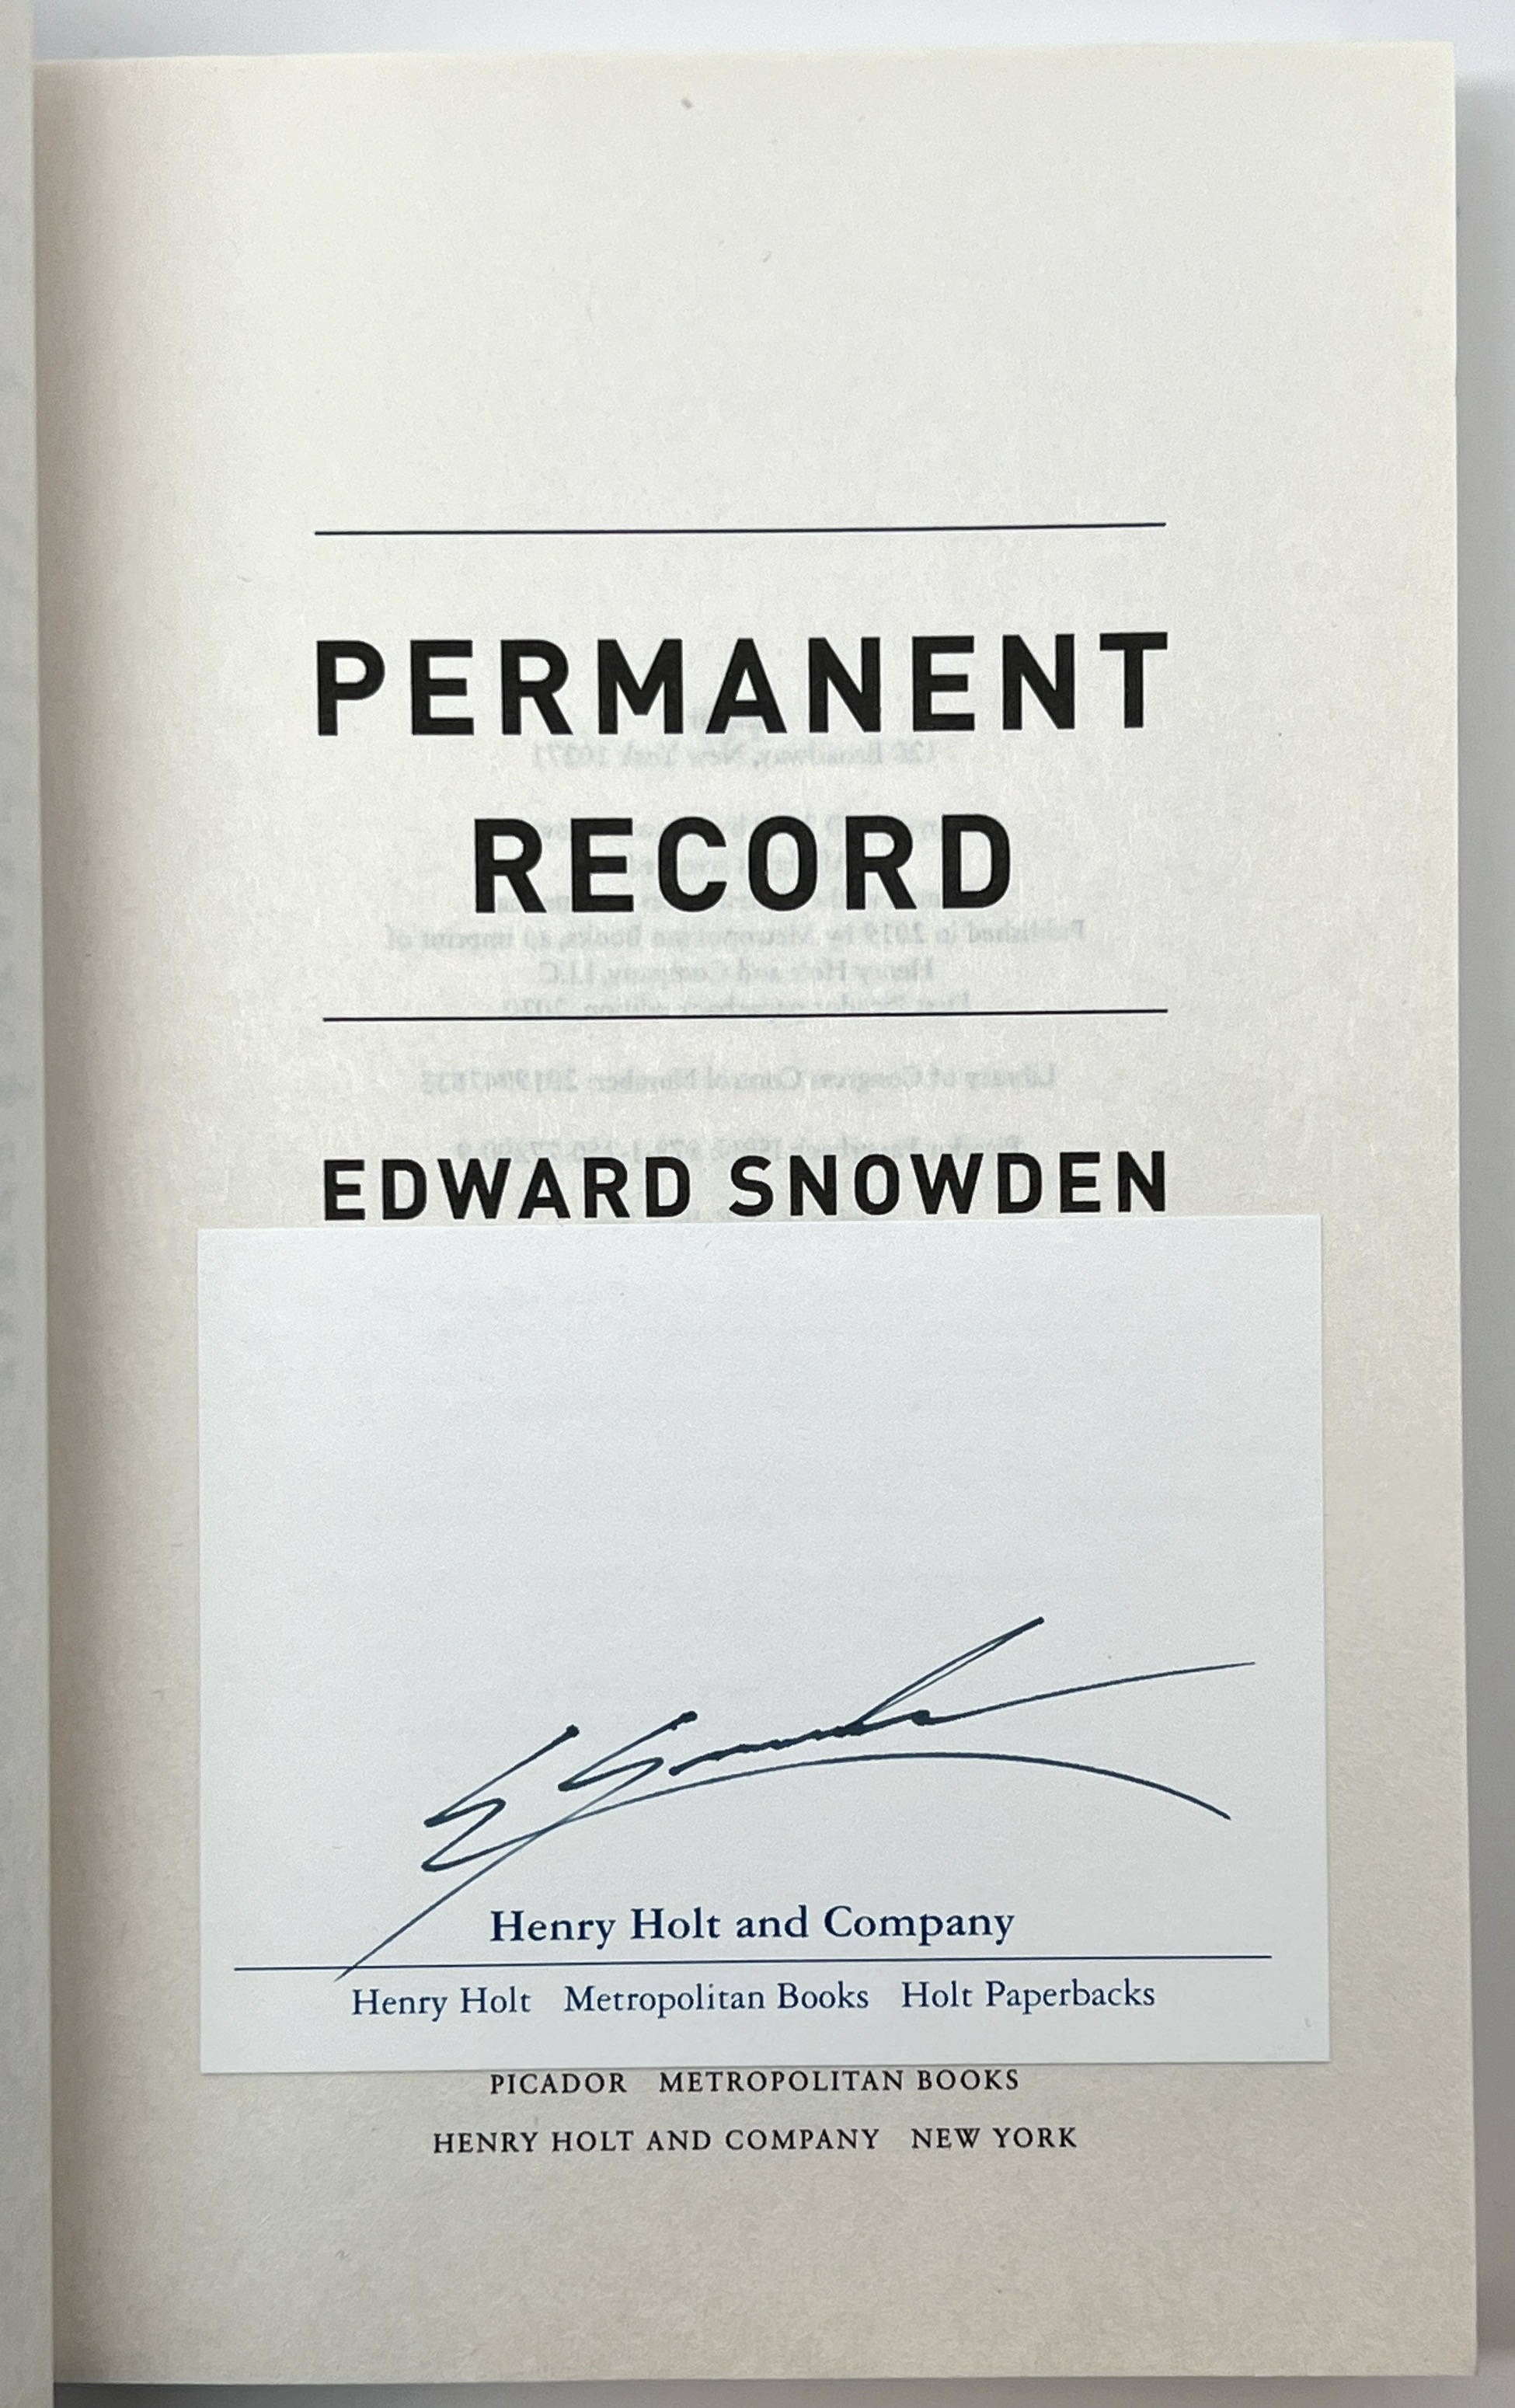 PERMANENT
RECORD
EDWARD SNOWDEN
Henry Holt and Company
Henry Holt Metropolitan Books Holt Paperbacks
PICADOR METROPOLITAN BOOKS
HENRY HOLT AND COMPANY NEW YORK